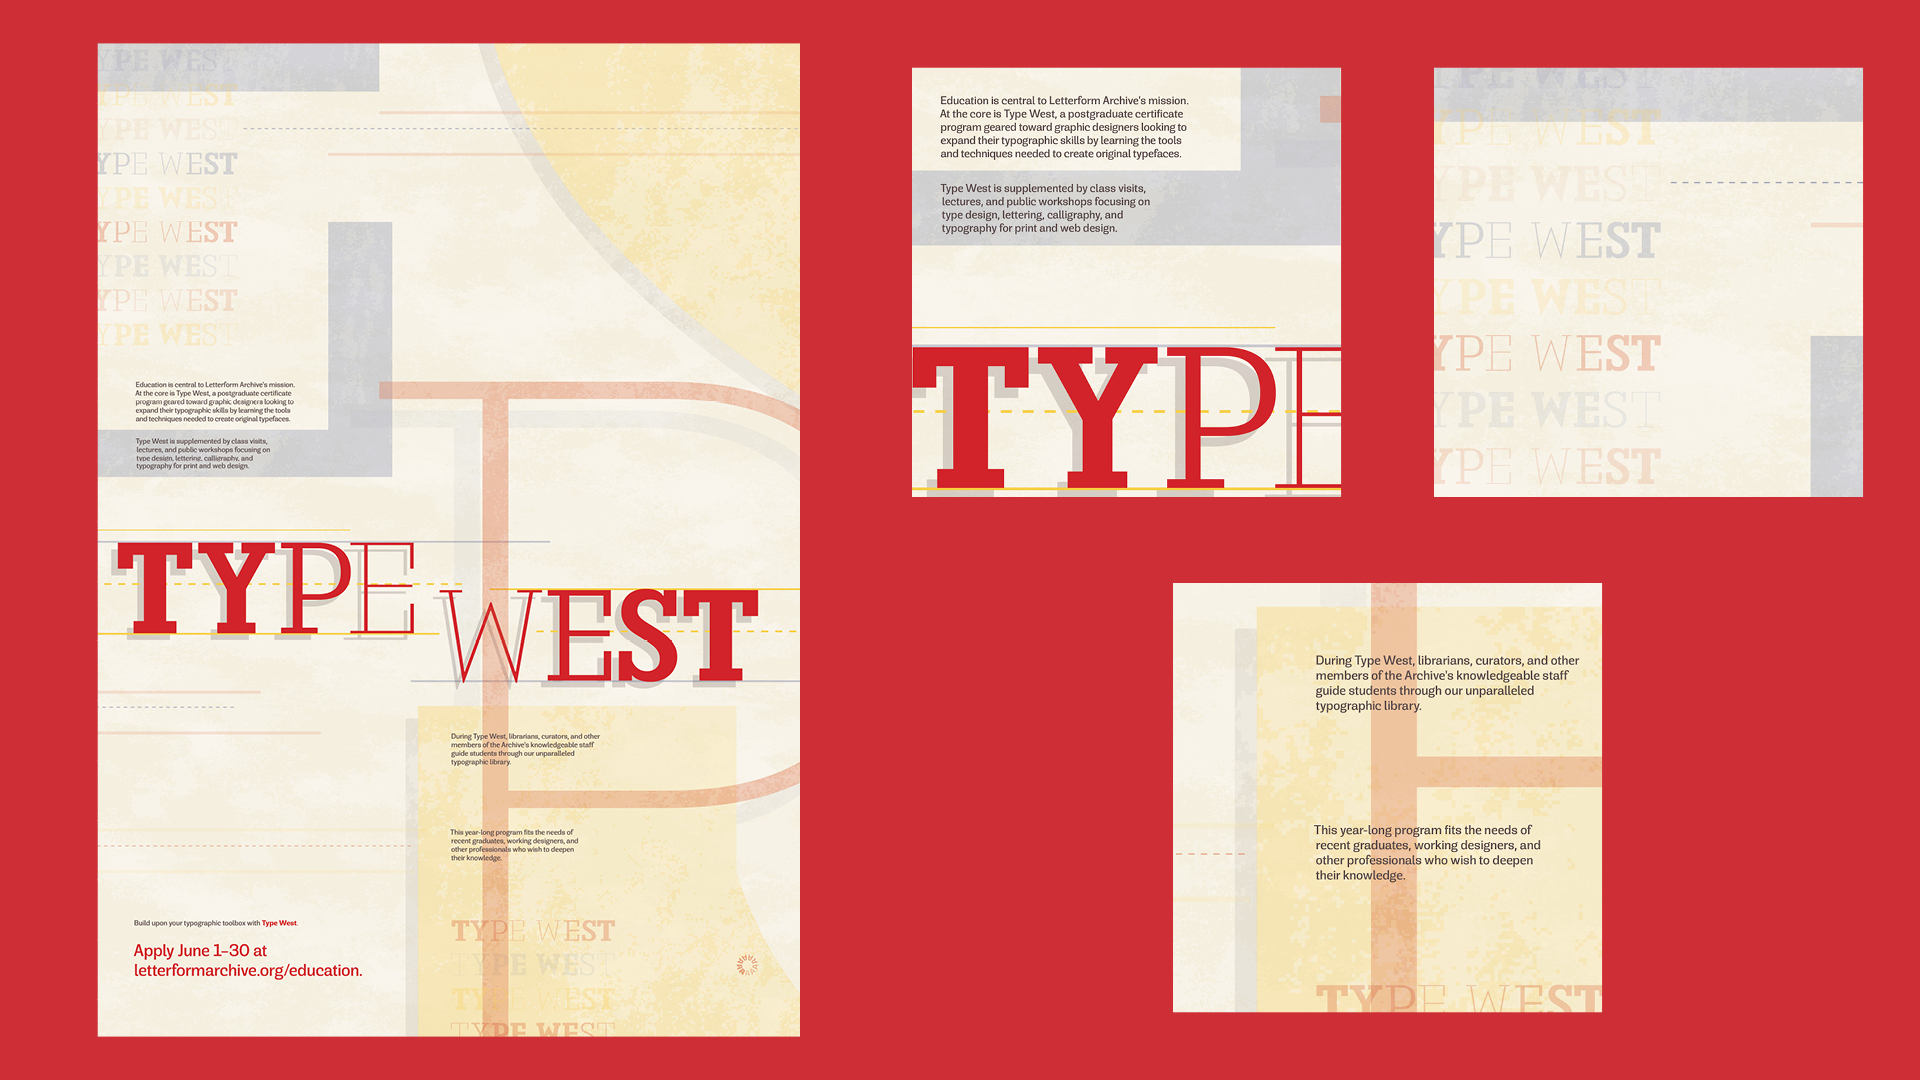 YPE WEST
YPE WEST
YPE WEST
YPE WEST
YPE WEST
YPE WEST
YPE WEST
YPE WEST
YPE WEST
Education is central to Letterform Archive's mission.
At the core is Type West, a postgraduate certificate
program geared toward graphic designers looking to
expand their typographic skills by learning the tools
and techniques needed to create original typefaces.
Type West is supplemented by class visits,
lectures, and public workshops focusing on
type design, lettering, calligraphy, and
typography for print and web design.
TYPE
WEST
During Type West, librarians, curators, and other
members of the Archive's knowledgeable staff
guide students through our unparalleled
typographic library.
This year-long program fits the needs of
recent graduates, working designers, and
other professionals who wish to deepen
their knowledge.
Build upon your typographic toolbox with Type West.
Apply June 1–30 at
letterformarchive.org/education.
TYPE WEST
TYPE WEST
TYPE WEST
TYPE WEST
Education is central to Letterform Archive's mission.
At the core is Type West, a postgraduate certificate
program geared toward graphic designers looking to
expand their typographic skills by learning the tools
and techniques needed to create original typefaces.
Type West is supplemented by class visits,
lectures, and public workshops focusing on
type design, lettering, calligraphy, and
typography for print and web design.
TYPE
YPE WEST
YPE WEST
YPE WEST
YPE WEST
YPE WEST
YPE WEST
YPE WEST
YPE WEST
During Type West, librarians, curators, and other
members of the Archive's knowledgeable staff
guide students through our unparalleled
typographic library.
This year-long program fits the needs of
recent graduates, working designers, and
other professionals who wish to deepen
their knowledge.
TYPE WEST